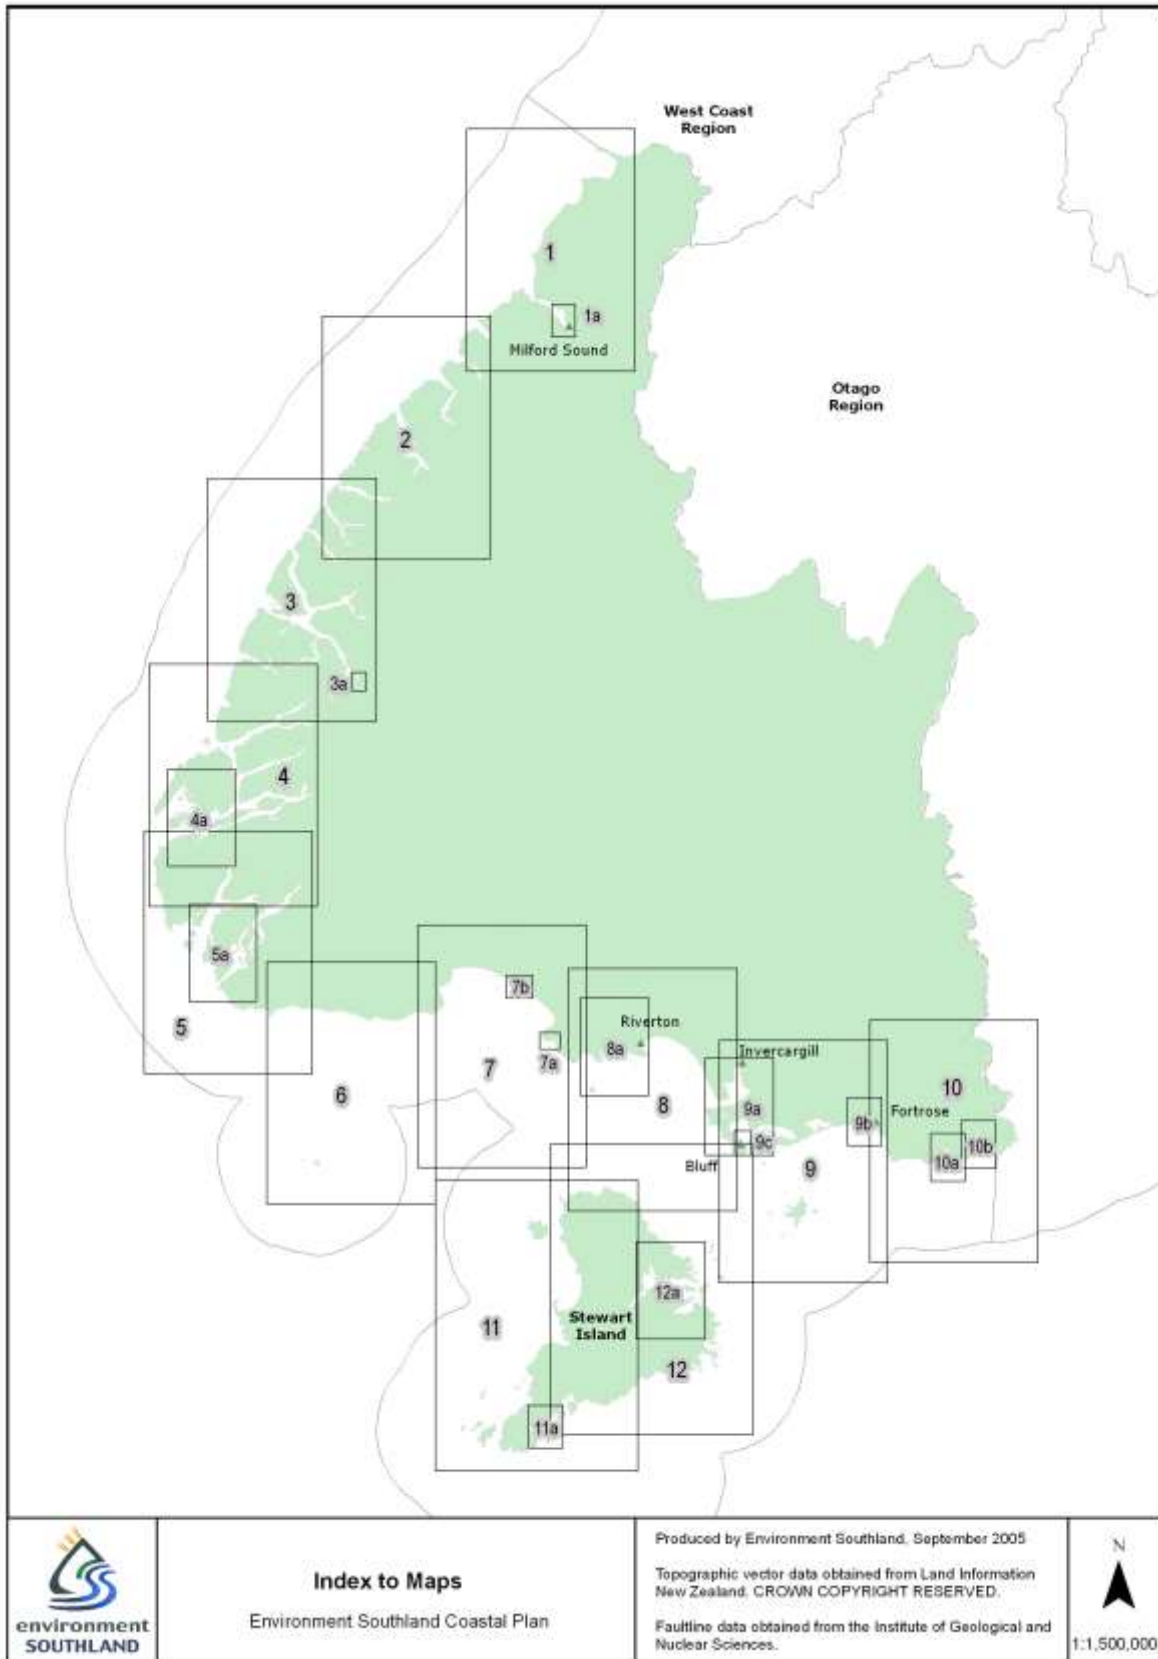 West Coast
Region
1
1a
Milford Sound
Otago
Region
2
3
3a
4
4a
5a
7b
5
Riverton
8a
7a
7
Invercargill
6
8
10
9a
Fortrose
9b
9c
10b
10a
Bluff
9
12a
Stewart
Island
11
12
11a
environment
SOUTHLAND
Index to Maps
Environment Southland Coastal Plan
Produced by Environment Southland, September 2005
Topographic vector data obtained from Land Information
New Zealand. CROWN COPYRIGHT RESERVED.
Faultline data obtained from the Institute of Geological and
Nuclear Sciences.
N
1:1,500,000